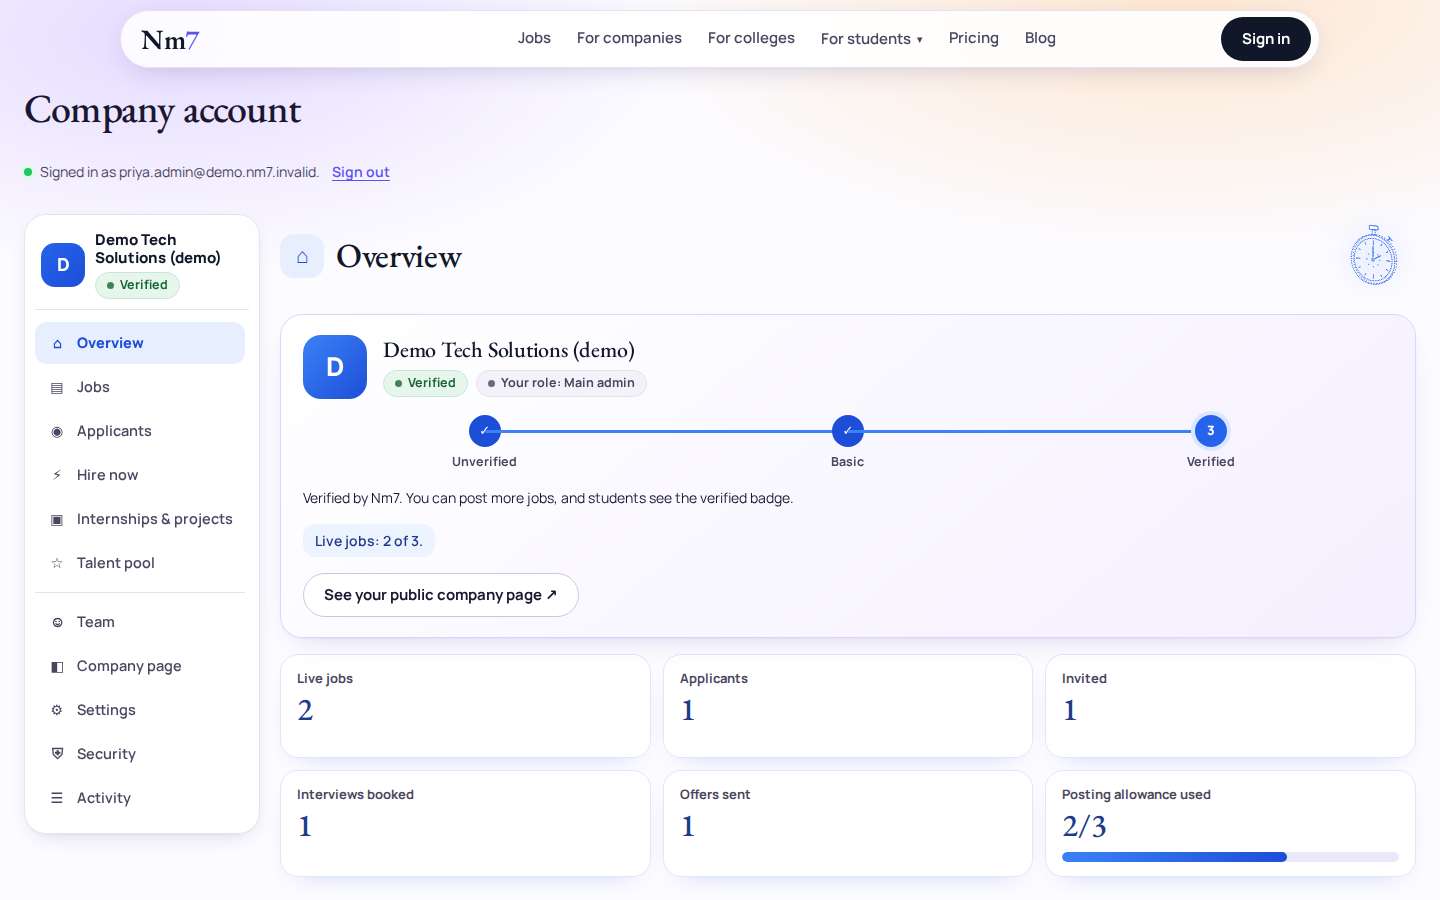 Nm7
Jobs
For companies
For colleges
For students ▾
Pricing
Blog
Sign in
Company account
Signed in as priya.admin@demo.nm7.invalid. Sign out
D
Demo Tech
Solutions (demo)
Verified
Overview
Jobs
Applicants
Hire now
Internships & projects
Talent pool
Team
Company page
Settings
Security
Activity
Overview
D
Demo Tech Solutions (demo)
Verified
Your role: Main admin
✓
✓
3
Unverified
Basic
Verified
Verified by Nm7. You can post more jobs, and students see the verified badge.
Live jobs: 2 of 3.
See your public company page ↗
Live jobs
2
Applicants
1
Invited
1
Interviews booked
1
Offers sent
1
Posting allowance used
2/3